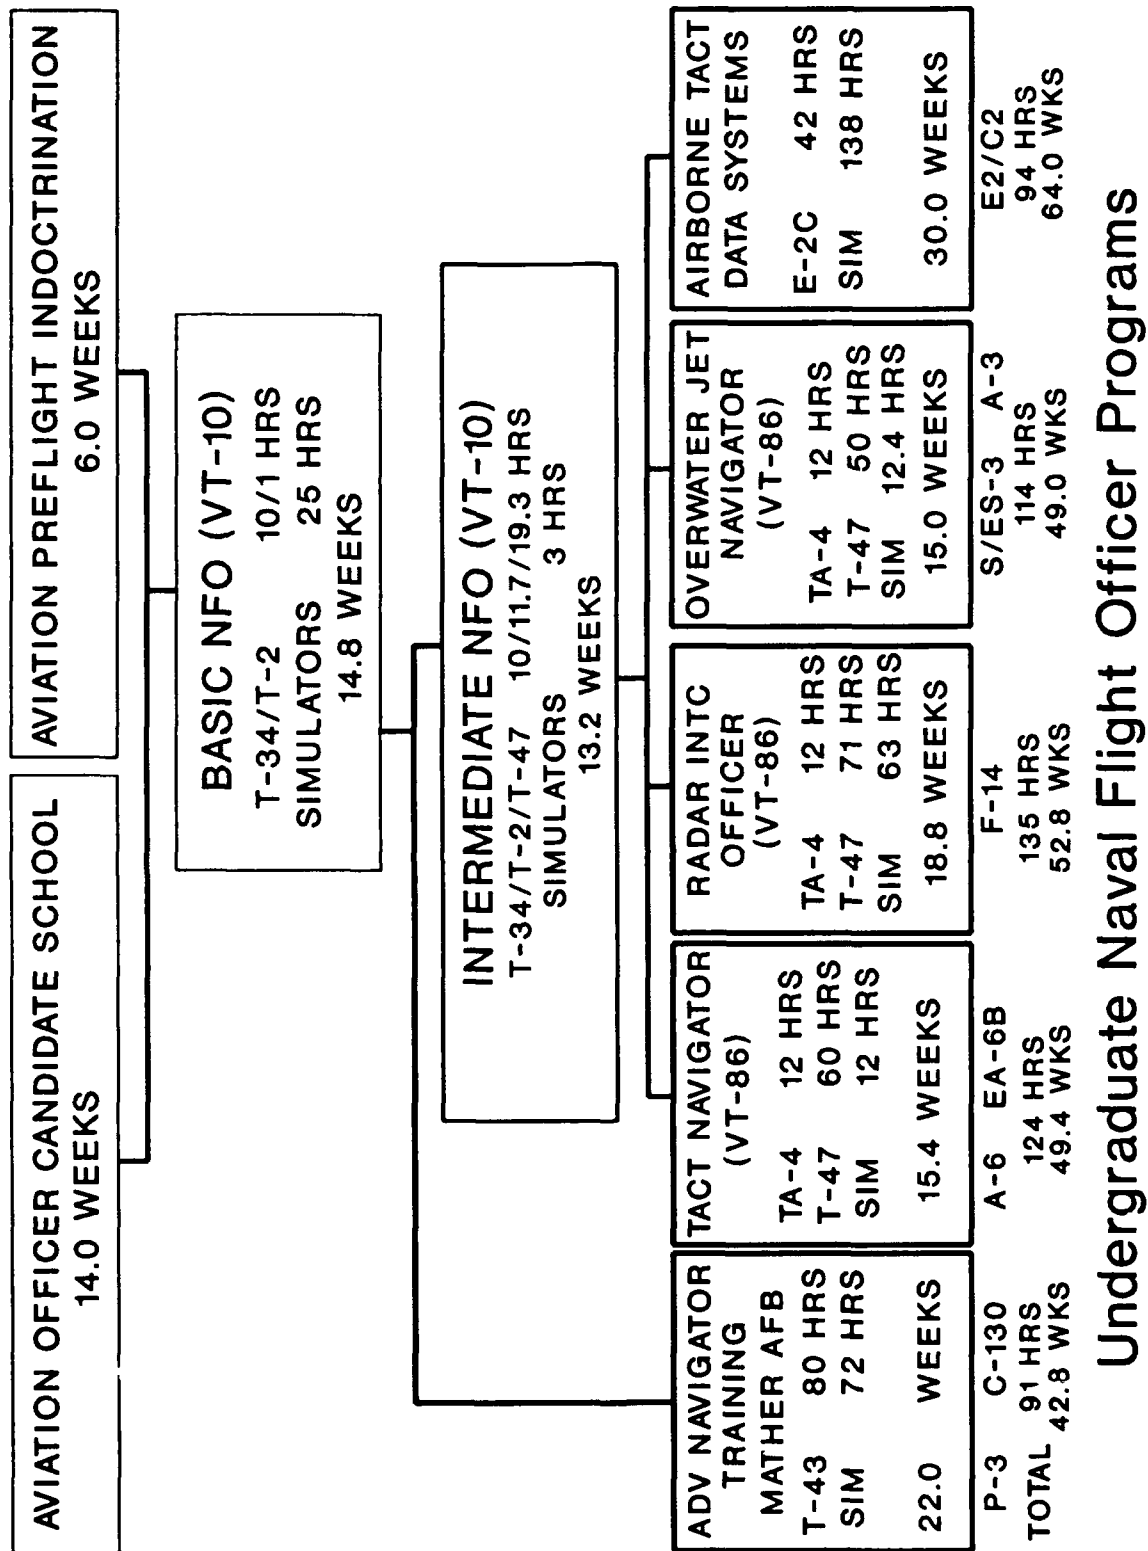 AVIATION OFFICER CANDIDATE SCHOOL
14.0 WEEKS
AVIATION PREFLIGHT INDOCTRINATION
6.0 WEEKS
BASIC NFO (VT-10)
T-34/T-2 10/1 HRS
SIMULATORS 25 HRS
14.8 WEEKS
INTERMEDIATE NFO (VT-10)
T-34/T-2/T-47 10/11.7/19.3 HRS
SIMULATORS 3 HRS
13.2 WEEKS
ADV NAVIGATOR
TRAINING
MATHER AFB
T-43 80 HRS
SIM 72 HRS
22.0 WEEKS
P-3 C-130
TOTAL 91 HRS
42.8 WKS
TACT NAVIGATOR
(VT-86)
TA-4 12 HRS
T-47 60 HRS
SIM 12 HRS
15.4 WEEKS
A-6 EA-6B
124 HRS
49.4 WKS
RADAR INTC
OFFICER
(VT-86)
TA-4 12 HRS
T-47 71 HRS
SIM 63 HRS
18.8 WEEKS
F-14
135 HRS
52.8 WKS
OVERWATER JET
NAVIGATOR
(VT-86)
TA-4 12 HRS
T-47 50 HRS
SIM 12.4 HRS
15.0 WEEKS
S/ES-3 A-3
114 HRS
49.0 WKS
AIRBORNE TACT
DATA SYSTEMS
E-2C 42 HRS
SIM 138 HRS
30.0 WEEKS
E2/C2
94 HRS
64.0 WKS
Undergraduate Naval Flight Officer Programs